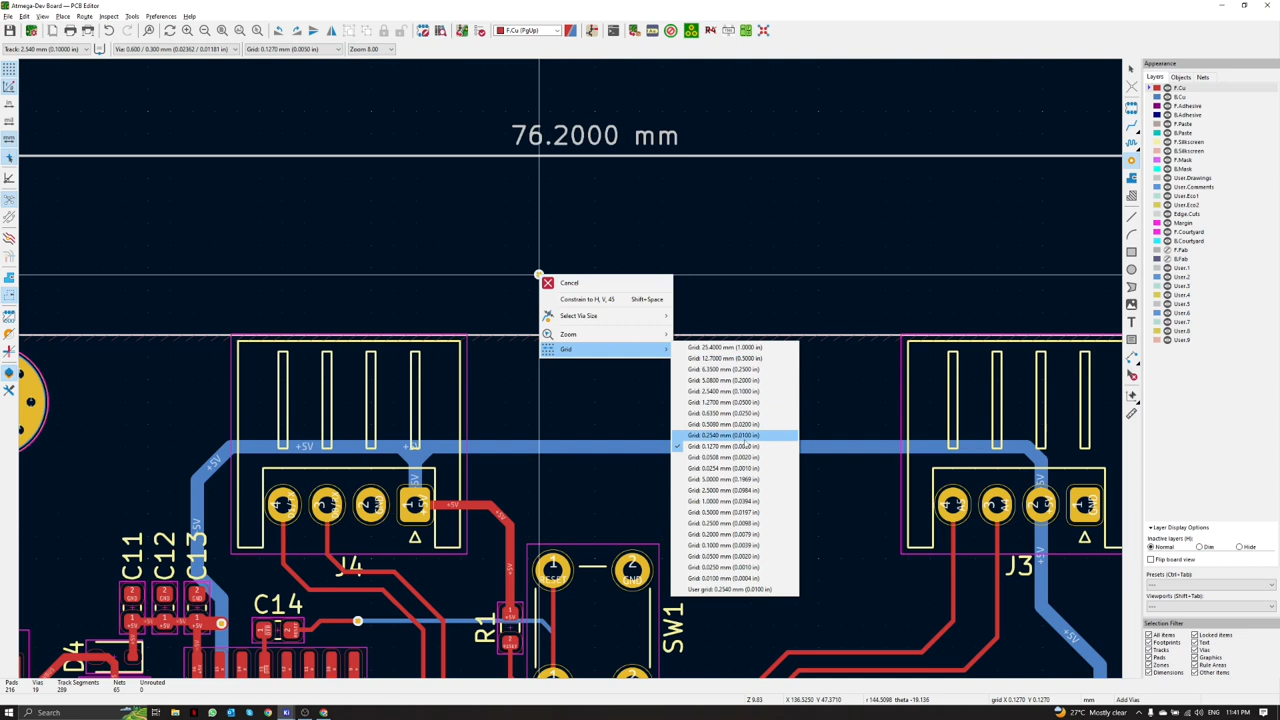 Atmega-Dev Board — PCB Editor
File Edit View Place Route Inspect Tools Preferences Help
F.Cu (PgUp)
Track: 2.540 mm (0.10000 in) Via: 0.600 / 0.300 mm (0.02362 / 0.01181 in) Grid: 0.1270 mm (0.0050 in) Zoom 8.00
in
mil
mm
76.2000 mm
Cancel
Constrain to H, V, 45 Shift+Space
Select Via Size
Zoom
Grid
Grid: 25.4000 mm (1.0000 in)
Grid: 12.7000 mm (0.5000 in)
Grid: 6.3500 mm (0.2500 in)
Grid: 5.0800 mm (0.2000 in)
Grid: 2.5400 mm (0.1000 in)
Grid: 1.2700 mm (0.0500 in)
Grid: 0.6350 mm (0.0250 in)
Grid: 0.5080 mm (0.0200 in)
Grid: 0.2540 mm (0.0100 in)
Grid: 0.1270 mm (0.0050 in)
Grid: 0.0508 mm (0.0020 in)
Grid: 0.0254 mm (0.0010 in)
Grid: 5.0000 mm (0.1969 in)
Grid: 2.5000 mm (0.0984 in)
Grid: 1.0000 mm (0.0394 in)
Grid: 0.5000 mm (0.0197 in)
Grid: 0.2500 mm (0.0098 in)
Grid: 0.2000 mm (0.0079 in)
Grid: 0.1000 mm (0.0039 in)
Grid: 0.0500 mm (0.0020 in)
Grid: 0.0250 mm (0.0010 in)
Grid: 0.0100 mm (0.0004 in)
User grid: 0.2540 mm (0.0100 in)
+5V
+5V
+5V
+5V
+5V
+5V
GND
J4
C11
C12
C13
C14
D4
R1
SW1
RESET
GND
A5
A4
GND
J3
+5V
Appearance
Layers Objects Nets
F.Cu
B.Cu
F.Adhesive
B.Adhesive
F.Paste
B.Paste
F.Silkscreen
B.Silkscreen
F.Mask
B.Mask
User.Drawings
User.Comments
User.Eco1
User.Eco2
Edge.Cuts
Margin
F.Courtyard
B.Courtyard
F.Fab
B.Fab
User.1
User.2
User.3
User.4
User.5
User.6
User.7
User.8
User.9
Layer Display Options
Inactive layers (H):
Normal Dim Hide
Flip board view
Presets (Ctrl+Tab):
---
Viewports (Shift+Tab):
---
Selection Filter
All items Locked items
Footprints Text
Tracks Vias
Pads Graphics
Zones Rule Areas
Dimensions Other items
Pads Vias Track Segments Nets Unrouted
216 19 289 65 0
Z 9.83 X 136.5250 Y 47.3710 r 144.5098 theta -19.136 grid X 0.1270 Y 0.1270 mm Add Vias
Search
27°C Mostly clear ENG 11:41 PM